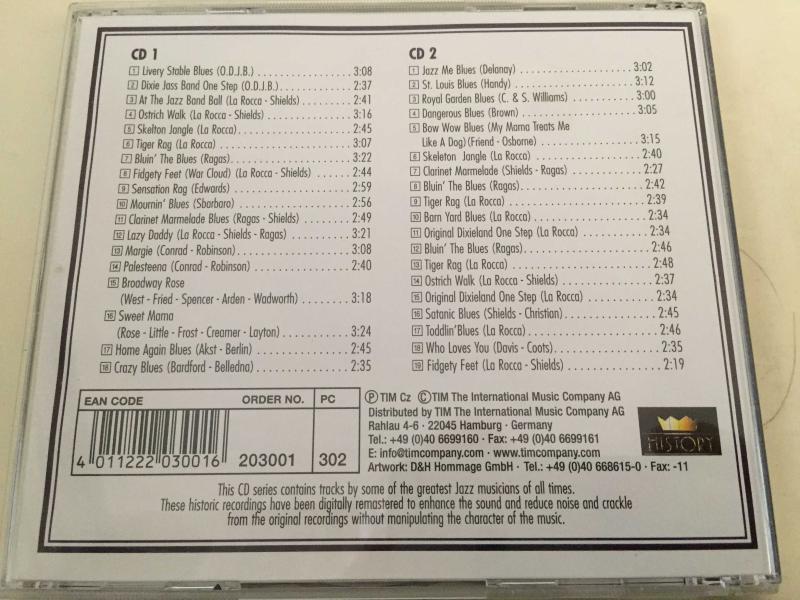 CD 1
1 Livery Stable Blues (O.D.J.B.) . . . . . . . . . . . . . . . . . 3:08
2 Dixie Jass Band One Step (O.D.J.B.) . . . . . . . . . . . . 2:37
3 At The Jazz Band Ball (La Rocca - Shields) . . . . . . . . 2:41
4 Ostrich Walk (La Rocca - Shields) . . . . . . . . . . . . . . 3:16
5 Skelton Jangle (La Rocca) . . . . . . . . . . . . . . . . . . . 2:45
6 Tiger Rag (La Rocca) . . . . . . . . . . . . . . . . . . . . . . 3:07
7 Bluin' The Blues (Ragas) . . . . . . . . . . . . . . . . . . . . 3:22
8 Fidgety Feet (War Cloud) (La Rocca - Shields) . . . . . 2:44
9 Sensation Rag (Edwards) . . . . . . . . . . . . . . . . . . . 2:59
10 Mournin' Blues (Sbarbaro) . . . . . . . . . . . . . . . . . . 2:56
11 Clarinet Marmelade Blues (Ragas - Shields) . . . . . . . 2:49
12 Lazy Daddy (La Rocca - Shields - Ragas) . . . . . . . . . 3:21
13 Margie (Conrad - Robinson) . . . . . . . . . . . . . . . . . 3:08
14 Palesteena (Conrad - Robinson) . . . . . . . . . . . . . . 2:40
15 Broadway Rose
(West - Fried - Spencer - Arden - Wadworth) . . . . . . . 3:18
16 Sweet Mama
(Rose - Little - Frost - Creamer - Layton) . . . . . . . . . . 3:24
17 Home Again Blues (Akst - Berlin) . . . . . . . . . . . . . . 2:45
18 Crazy Blues (Bardford - Belledna) . . . . . . . . . . . . . . 2:35
CD 2
1 Jazz Me Blues (Delanay) . . . . . . . . . . . . . . . . . . 3:02
2 St. Louis Blues (Handy) . . . . . . . . . . . . . . . . . . . 3:12
3 Royal Garden Blues (C. & S. Williams) . . . . . . . . . 3:00
4 Dangerous Blues (Brown) . . . . . . . . . . . . . . . . . . 3:05
5 Bow Wow Blues (My Mama Treats Me
Like A Dog)(Friend - Osborne) . . . . . . . . . . . . . . . 3:15
6 Skeleton Jangle (La Rocca) . . . . . . . . . . . . . . . . 2:40
7 Clarinet Marmelade (Shields - Ragas) . . . . . . . . . . 2:27
8 Bluin' The Blues (Ragas) . . . . . . . . . . . . . . . . . . . 2:42
9 Tiger Rag (La Rocca) . . . . . . . . . . . . . . . . . . . . . 2:39
10 Barn Yard Blues (La Rocca) . . . . . . . . . . . . . . . . 2:34
11 Original Dixieland One Step (La Rocca) . . . . . . . . . 2:34
12 Bluin' The Blues (Ragas) . . . . . . . . . . . . . . . . . . . 2:46
13 Tiger Rag (La Rocca) . . . . . . . . . . . . . . . . . . . . . 2:48
14 Ostrich Walk (La Rocca - Shields) . . . . . . . . . . . . . 2:37
15 Original Dixieland One Step (La Rocca) . . . . . . . . . 2:34
16 Satanic Blues (Shields - Christian) . . . . . . . . . . . . . 2:45
17 Toddlin'Blues (La Rocca) . . . . . . . . . . . . . . . . . . . 2:46
18 Who Loves You (Davis - Coots) . . . . . . . . . . . . . . . 2:35
19 Fidgety Feet (La Rocca - Shields) . . . . . . . . . . . . . . 2:19
EAN CODE ORDER NO. PC
4 011222 030016 203001 302
Ⓟ TIM Cz Ⓒ TIM The International Music Company AG
Distributed by TIM The International Music Company AG
Rahlau 4-6 · 22045 Hamburg · Germany
Tel.: +49 (0)40 6699160 · Fax: +49 (0)40 6699161
E: info@timcompany.com · www.timcompany.com
Artwork: D&H Hommage GmbH · Tel.: +49 (0)40 668615-0 · Fax: -11
HISTORY
This CD series contains tracks by some of the greatest Jazz musicians of all times.
These historic recordings have been digitally remastered to enhance the sound and reduce noise and crackle
from the original recordings without manipulating the character of the music.